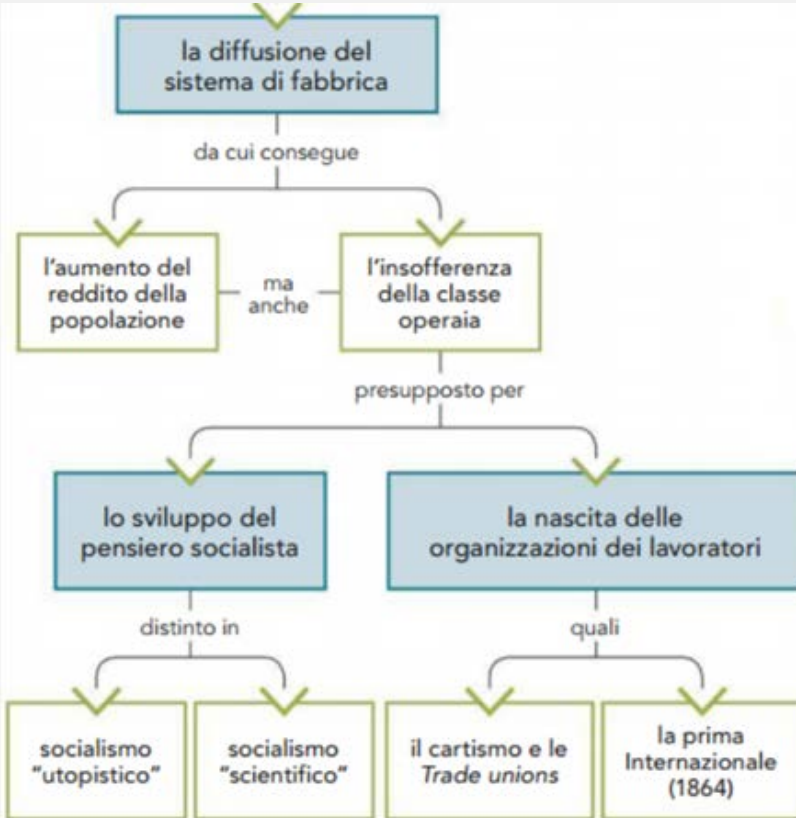 la diffusione del
sistema di fabbrica
da cui consegue
l'aumento del
reddito della
popolazione
ma
anche
l'insofferenza
della classe
operaia
presupposto per
lo sviluppo del
pensiero socialista
la nascita delle
organizzazioni dei lavoratori
distinto in
quali
socialismo
"utopistico"
socialismo
"scientifico"
il cartismo e le
Trade unions
la prima
Internazionale
(1864)